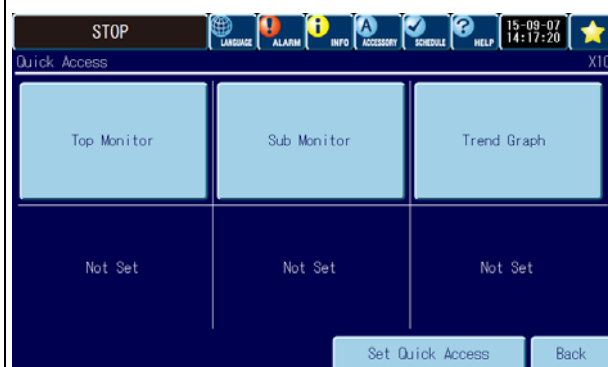 STOP
LANGUAGE
ALARM
INFO
A
ACCESSORY
SCHEDULE
?
HELP
15-09-07
14:17:20
Quick Access
X10
Top Monitor
Sub Monitor
Trend Graph
Not Set
Not Set
Not Set
Set Quick Access
Back